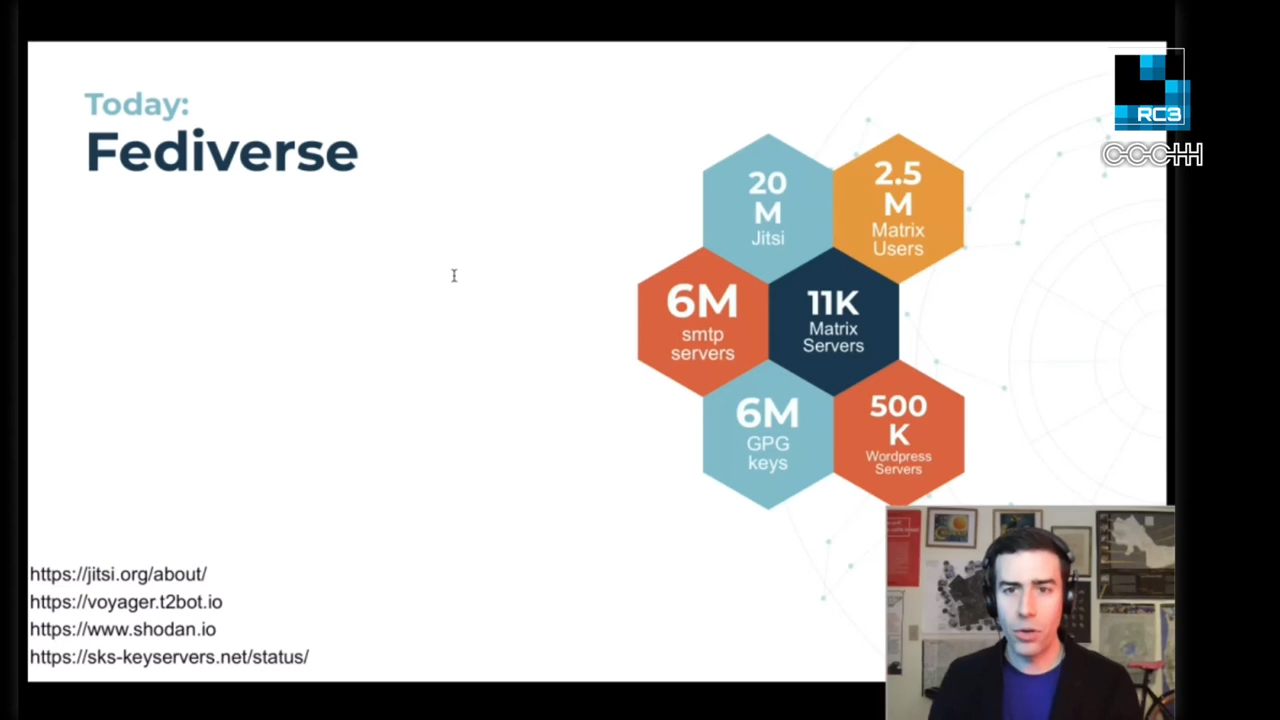 Today:
Fediverse
RC3
CCCHH
20
M
Jitsi
2.5
M
Matrix
Users
6M
smtp
servers
11K
Matrix
Servers
6M
GPG
keys
500
K
Wordpress
Servers
https://jitsi.org/about/
https://voyager.t2bot.io
https://www.shodan.io
https://sks-keyservers.net/status/